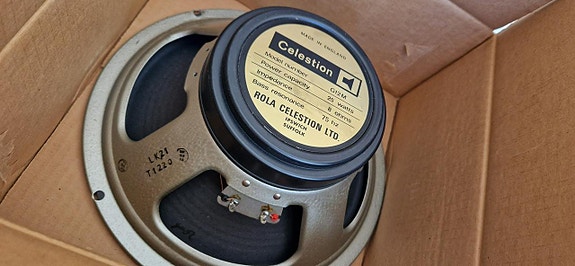 MADE IN ENGLAND
Celestion
Model number G12M
Power capacity 25 watts
Impedance 8 ohms
Bass resonance 75 hz
ROLA CELESTION LTD.
IPSWICH
SUFFOLK
LK21
T1220